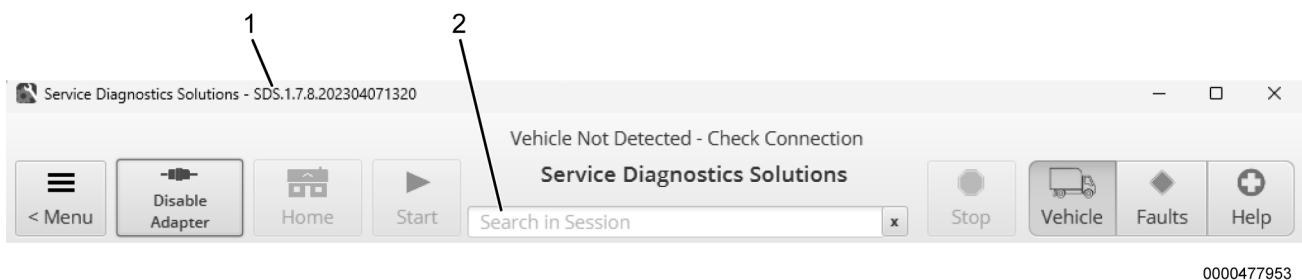 1 2
Service Diagnostics Solutions - SDS.1.7.8.202304071320
Vehicle Not Detected - Check Connection
Service Diagnostics Solutions
< Menu
Disable
Adapter
Home
Start
Search in Session x
Stop
Vehicle
Faults
Help
0000477953